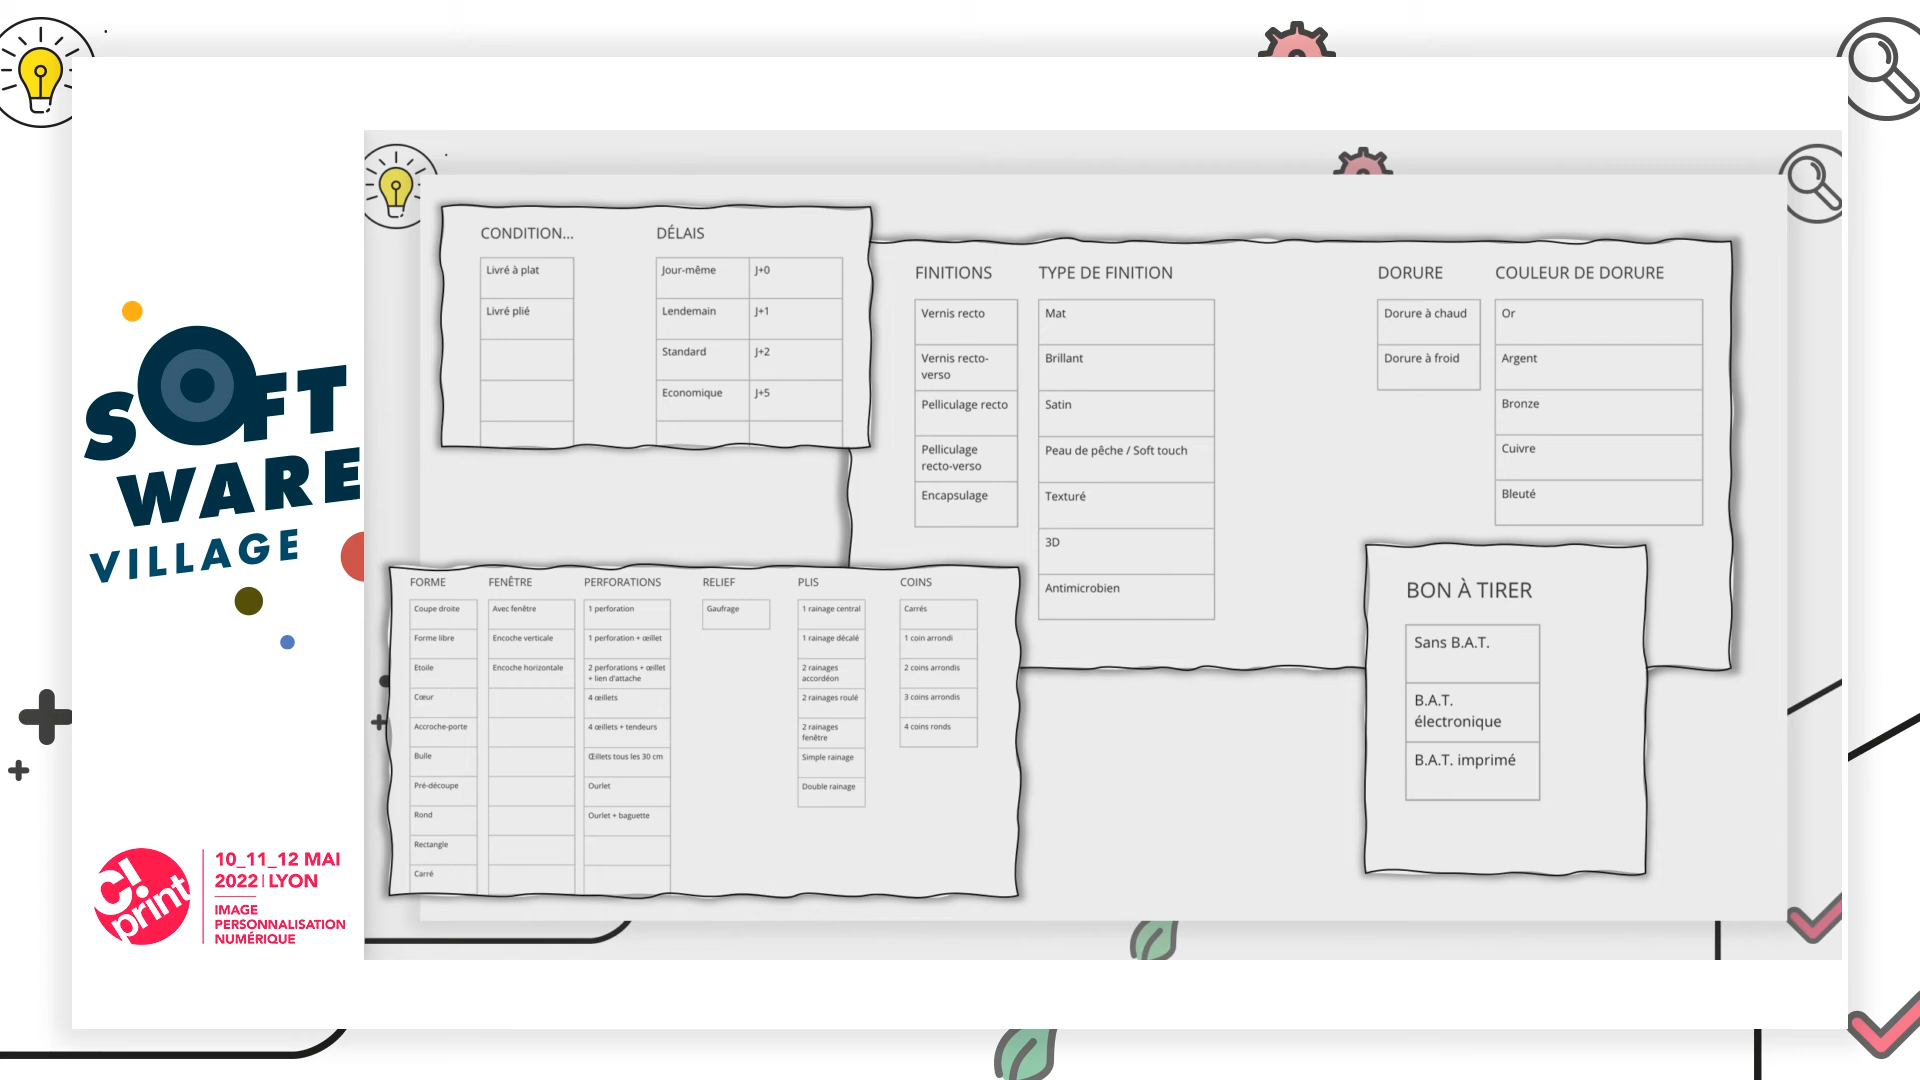 SOFT
WARE
VILLAGE
C!print
10_11_12 MAI
2022 | LYON
IMAGE
PERSONNALISATION
NUMÉRIQUE
CONDITION...
Livré à plat
Livré plié
DÉLAIS
Jour-même J+0
Lendemain J+1
Standard J+2
Economique J+5
FINITIONS
Vernis recto
Vernis recto-
verso
Pelliculage recto
Pelliculage
recto-verso
Encapsulage
TYPE DE FINITION
Mat
Brillant
Satin
Peau de pêche / Soft touch
Texturé
3D
Antimicrobien
DORURE
Dorure à chaud
Dorure à froid
COULEUR DE DORURE
Or
Argent
Bronze
Cuivre
Bleuté
FORME
Coupe droite
Forme libre
Etoile
Cœur
Accroche-porte
Bulle
Pré-découpe
Rond
Rectangle
Carré
FENÊTRE
Avec fenêtre
Encoche verticale
Encoche horizontale
PERFORATIONS
1 perforation
1 perforation + œillet
2 perforations + œillet
+ lien d'attache
4 œillets
4 œillets + tendeurs
Œillets tous les 30 cm
Ourlet
Ourlet + baguette
RELIEF
Gaufrage
PLIS
1 rainage central
1 rainage décalé
2 rainages
accordéon
2 rainages roulé
2 rainages
fenêtre
Simple rainage
Double rainage
COINS
Carrés
1 coin arrondi
2 coins arrondis
3 coins arrondis
4 coins ronds
BON À TIRER
Sans B.A.T.
B.A.T.
électronique
B.A.T. imprimé